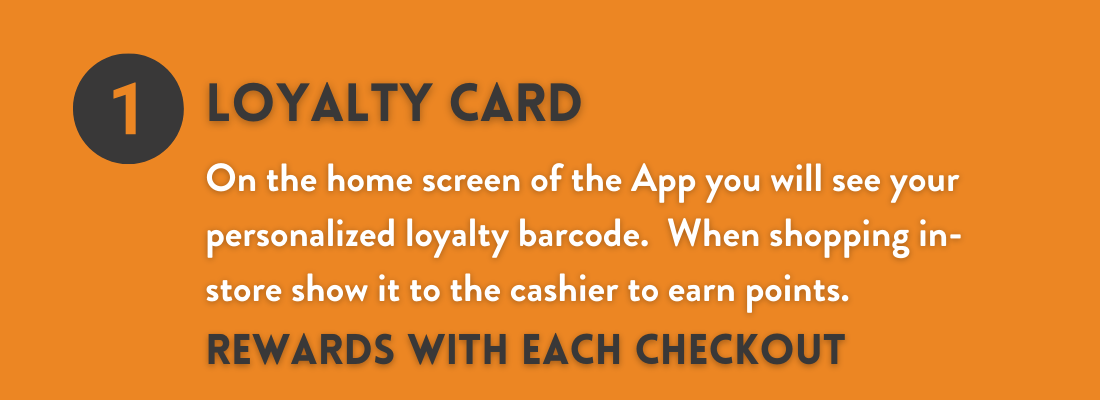 1 LOYALTY CARD
On the home screen of the App you will see your
personalized loyalty barcode.  When shopping in-
store show it to the cashier to earn points.
REWARDS WITH EACH CHECKOUT